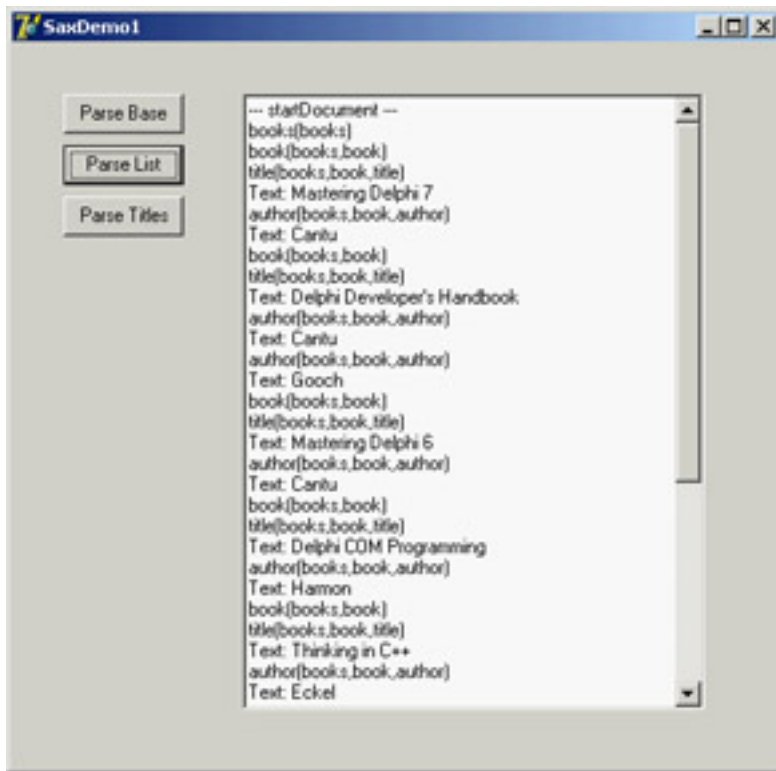 SaxDemo1
Parse Base
Parse List
Parse Titles
--- startDocument ---
books(books)
book(books,book)
title(books,book,title)
Text: Mastering Delphi 7
author(books,book,author)
Text: Cantu
book(books,book)
title(books,book,title)
Text: Delphi Developer's Handbook
author(books,book,author)
Text: Cantu
author(books,book,author)
Text: Gooch
book(books,book)
title(books,book,title)
Text: Mastering Delphi 6
author(books,book,author)
Text: Cantu
book(books,book)
title(books,book,title)
Text: Delphi COM Programming
author(books,book,author)
Text: Harmon
book(books,book)
title(books,book,title)
Text: Thinking in C++
author(books,book,author)
Text: Eckel